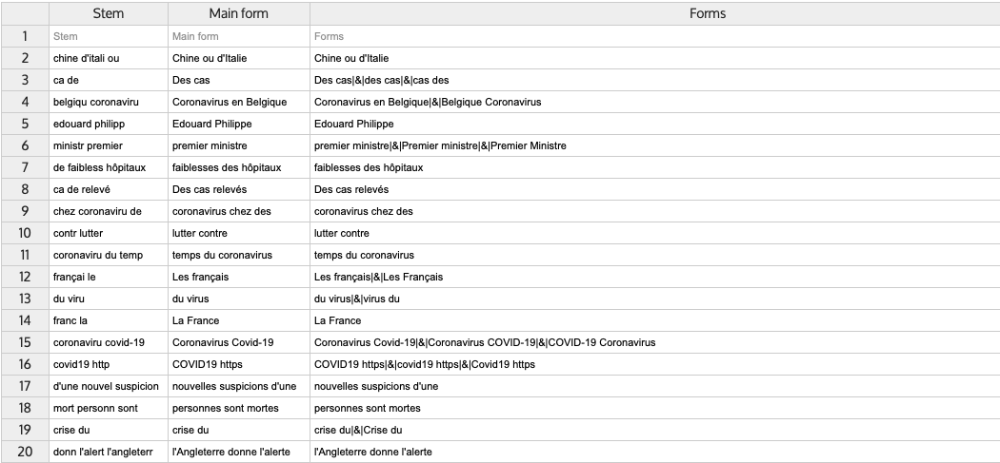 Stem Main form Forms
1 Stem Main form Forms
2 chine d'itali ou Chine ou d'Italie Chine ou d'Italie
3 ca de Des cas Des cas|&|des cas|&|cas des
4 belgiqu coronaviru Coronavirus en Belgique Coronavirus en Belgique|&|Belgique Coronavirus
5 edouard philipp Edouard Philippe Edouard Philippe
6 ministr premier premier ministre premier ministre|&|Premier ministre|&|Premier Ministre
7 de faibless hôpitaux faiblesses des hôpitaux faiblesses des hôpitaux
8 ca de relevé Des cas relevés Des cas relevés
9 chez coronaviru de coronavirus chez des coronavirus chez des
10 contr lutter lutter contre lutter contre
11 coronaviru du temp temps du coronavirus temps du coronavirus
12 françai le Les français Les français|&|Les Français
13 du viru du virus du virus|&|virus du
14 franc la La France La France
15 coronaviru covid-19 Coronavirus Covid-19 Coronavirus Covid-19|&|Coronavirus COVID-19|&|COVID-19 Coronavirus
16 covid19 http COVID19 https COVID19 https|&|covid19 https|&|Covid19 https
17 d'une nouvel suspicion nouvelles suspicions d'une nouvelles suspicions d'une
18 mort personn sont personnes sont mortes personnes sont mortes
19 crise du crise du crise du|&|Crise du
20 donn l'alert l'angleterr l'Angleterre donne l'alerte l'Angleterre donne l'alerte